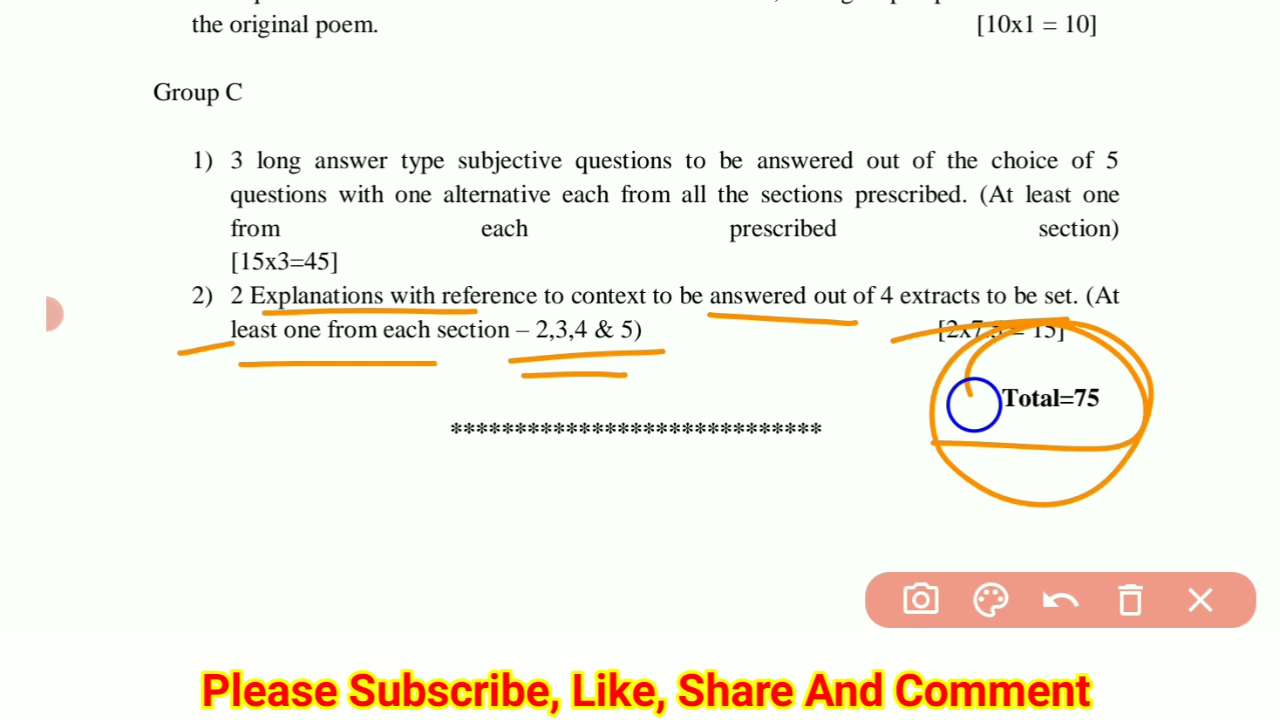 the original poem. [10x1 = 10]
Group C
1) 3 long answer type subjective questions to be answered out of the choice of 5
questions with one alternative each from all the sections prescribed. (At least one
from each prescribed section)
[15x3=45]
2) 2 Explanations with reference to context to be answered out of 4 extracts to be set. (At
least one from each section – 2,3,4 & 5) [2x7.5 = 15]
Total=75
*****************************
Please Subscribe, Like, Share And Comment